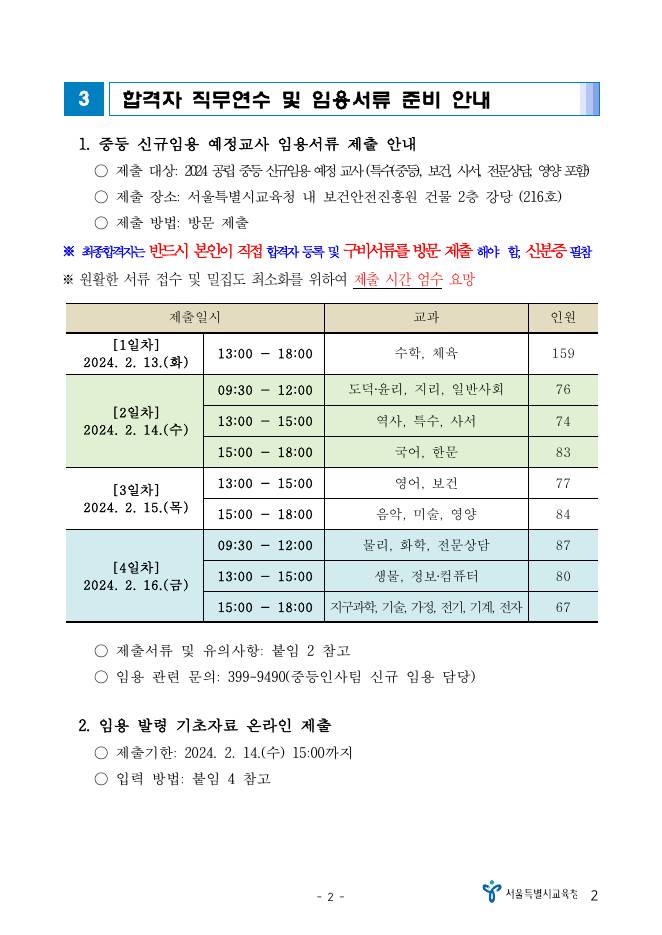 3 합격자 직무연수 및 임용서류 준비 안내
1. 중등 신규임용 예정교사 임용서류 제출 안내
○ 제출 대상: 2024 공립 중등 신규임용 예정 교사(특수(중등), 보건, 사서, 전문상담, 영양 포함)
○ 제출 장소: 서울특별시교육청 내 보건안전진흥원 건물 2층 강당 (216호)
○ 제출 방법: 방문 제출
※ 최종합격자는 반드시 본인이 직접 합격자 등록 및 구비서류를 방문 제출 해야 함, 신분증 필참
※ 원활한 서류 접수 및 밀집도 최소화를 위하여 제출 시간 엄수 요망
제출일시 교과 인원
[1일차]
2024. 2. 13.(화) 13:00 − 18:00 수학, 체육 159
[2일차]
2024. 2. 14.(수)
09:30 − 12:00 도덕·윤리, 지리, 일반사회 76
13:00 − 15:00 역사, 특수, 사서 74
15:00 − 18:00 국어, 한문 83
[3일차]
2024. 2. 15.(목)
13:00 − 15:00 영어, 보건 77
15:00 − 18:00 음악, 미술, 영양 84
[4일차]
2024. 2. 16.(금)
09:30 − 12:00 물리, 화학, 전문상담 87
13:00 − 15:00 생물, 정보·컴퓨터 80
15:00 − 18:00 지구과학, 기술, 가정, 전기, 기계, 전자 67
○ 제출서류 및 유의사항: 붙임 2 참고
○ 임용 관련 문의: 399-9490(중등인사팀 신규 임용 담당)
2. 임용 발령 기초자료 온라인 제출
○ 제출기한: 2024. 2. 14.(수) 15:00까지
○ 입력 방법: 붙임 4 참고
- 2 -
서울특별시교육청 2